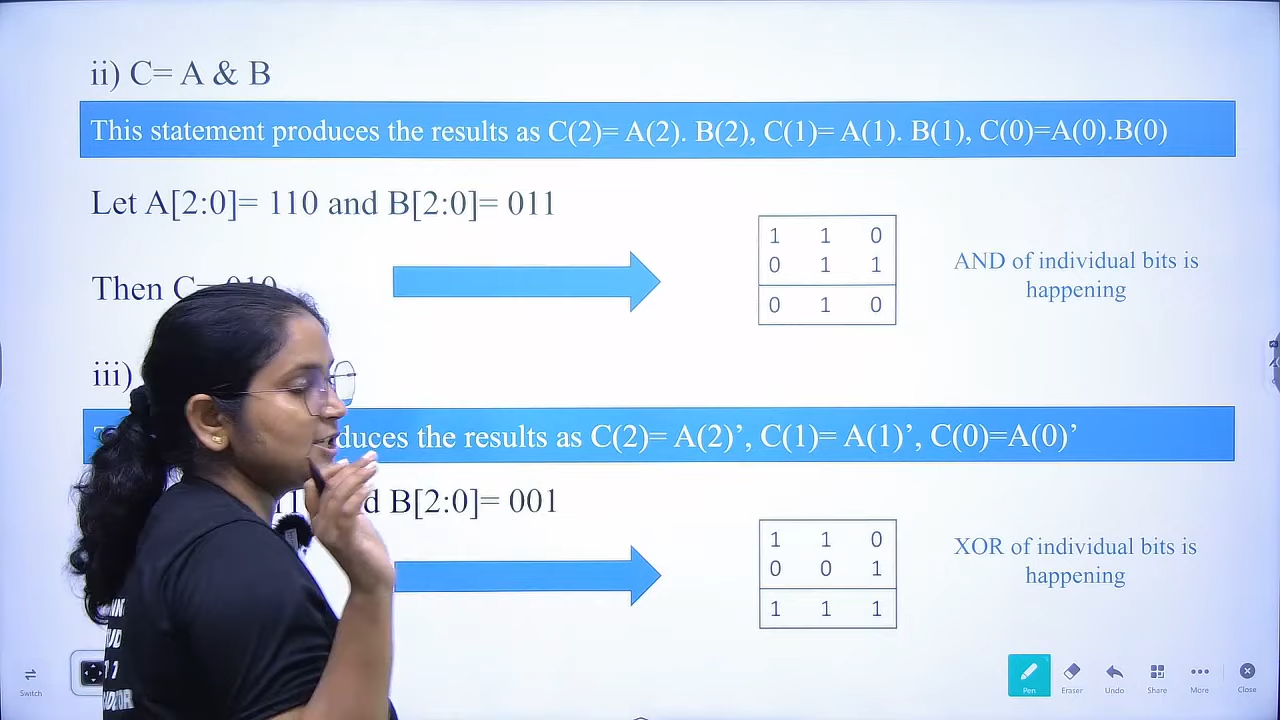 ii) C= A & B
This statement produces the results as C(2)= A(2). B(2), C(1)= A(1). B(1), C(0)=A(0).B(0)
Let A[2:0]= 110 and B[2:0]= 011
Then C= 010
1 1 0
0 1 1
0 1 0
AND of individual bits is
happening
iii)
the results as C(2)= A(2)’, C(1)= A(1)’, C(0)=A(0)’
B[2:0]= 001
1 1 0
0 0 1
1 1 1
XOR of individual bits is
happening
Switch
Pen
Eraser
Undo
Share
More
Close